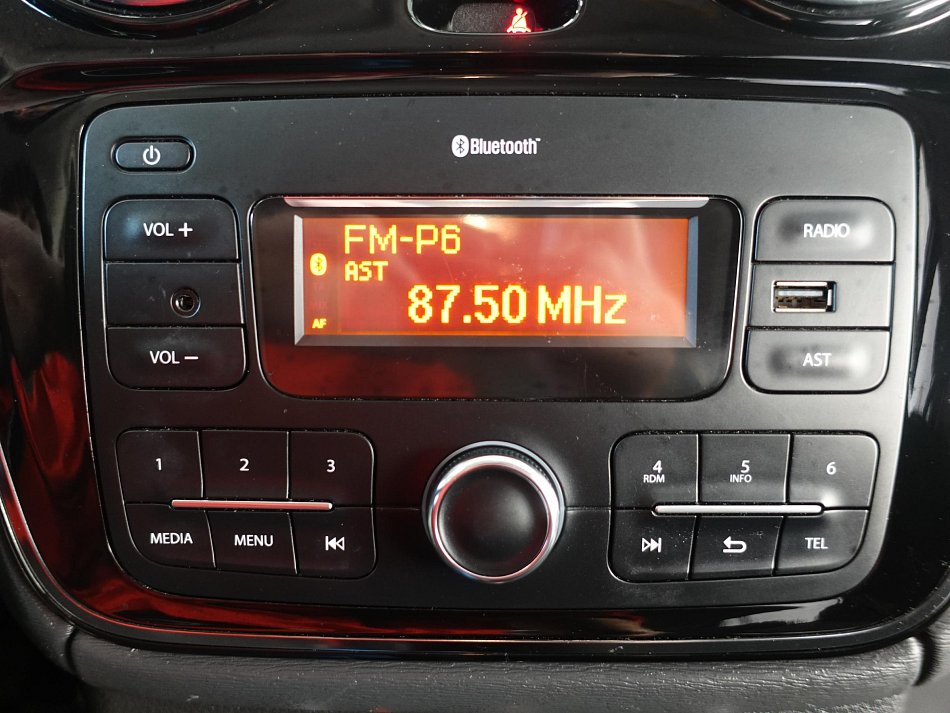 Bluetooth™
VOL +
RADIO
FM-P6
AST
87.50 MHz
AF
VOL −
AST
1
2
3
4
RDM
5
INFO
6
MEDIA
MENU
TEL